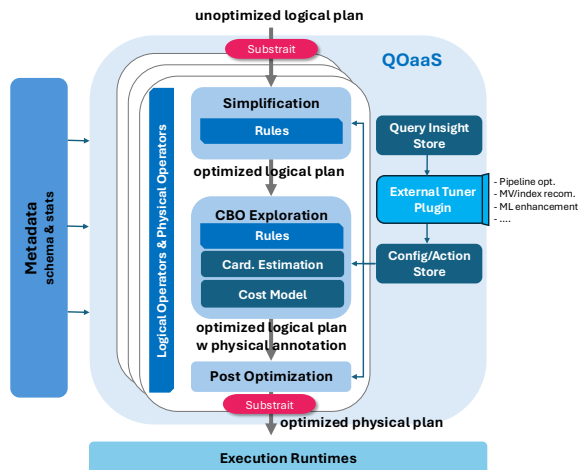 unoptimized logical plan
Substrait
QOaaS
Simplification
Rules
optimized logical plan
CBO Exploration
Rules
Card. Estimation
Cost Model
optimized logical plan
w physical annotation
Post Optimization
Substrait
optimized physical plan
Execution Runtimes
Metadata
schema & stats
Logical Operators & Physical Operators
Query Insight
Store
External Tuner
Plugin
- Pipeline opt.
- MV/index recom.
- ML enhancement
- ....
Config/Action
Store